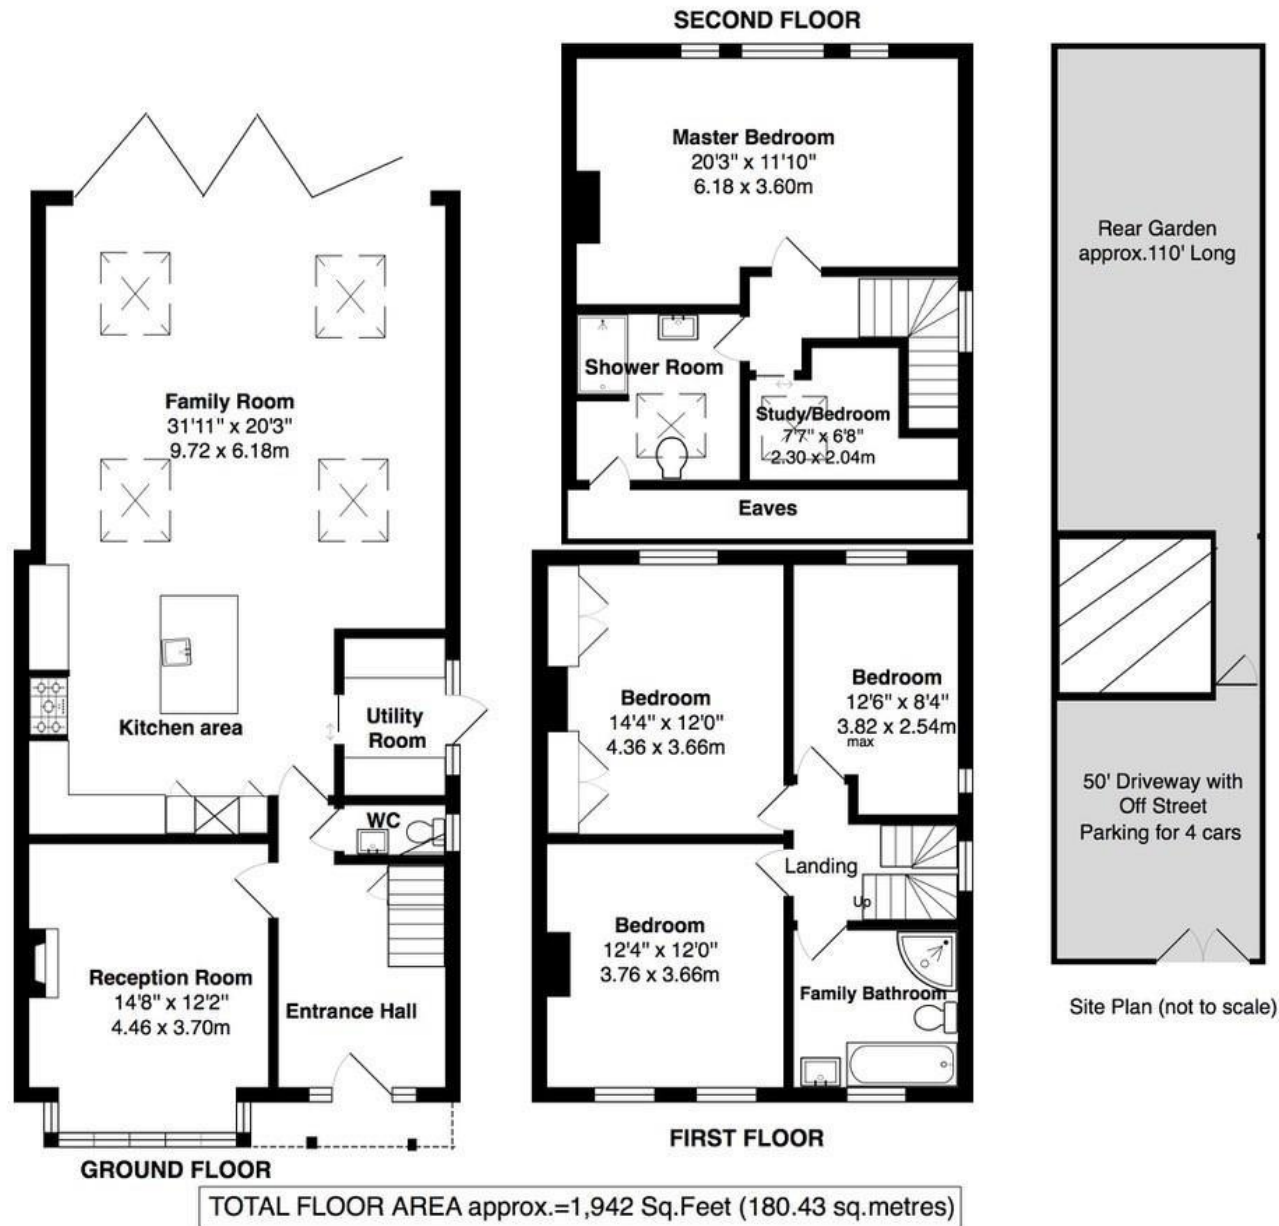 SECOND FLOOR
Master Bedroom
20'3" x 11'10"
6.18 x 3.60m
Shower Room
Study/Bedroom
7'7" x 6'8"
2.30 x 2.04m
Eaves
Family Room
31'11" x 20'3"
9.72 x 6.18m
Kitchen area
Utility
Room
WC
Reception Room
14'8" x 12'2"
4.46 x 3.70m
Entrance Hall
GROUND FLOOR
Bedroom
14'4" x 12'0"
4.36 x 3.66m
Bedroom
12'6" x 8'4"
3.82 x 2.54m
max
Landing
Up
Bedroom
12'4" x 12'0"
3.76 x 3.66m
Family Bathroom
FIRST FLOOR
Rear Garden
approx.110' Long
50' Driveway with
Off Street
Parking for 4 cars
Site Plan (not to scale)
TOTAL FLOOR AREA approx.=1,942 Sq.Feet (180.43 sq.metres)